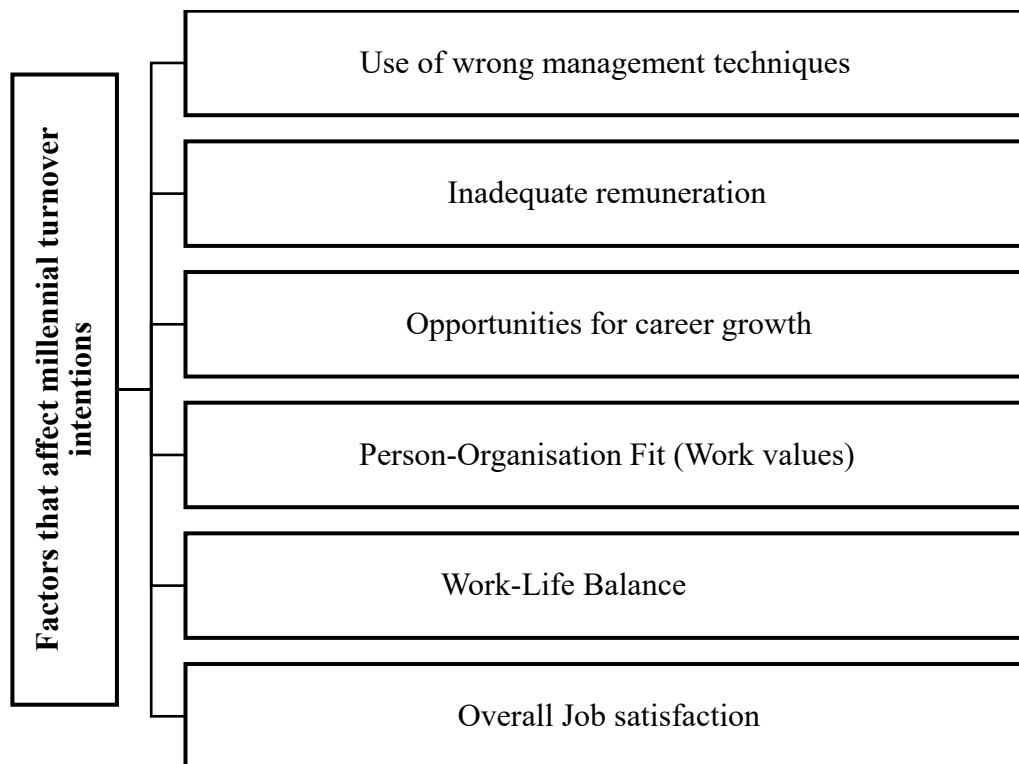 Factors that affect millennial turnover
intentions
Use of wrong management techniques
Inadequate remuneration
Opportunities for career growth
Person-Organisation Fit (Work values)
Work-Life Balance
Overall Job satisfaction